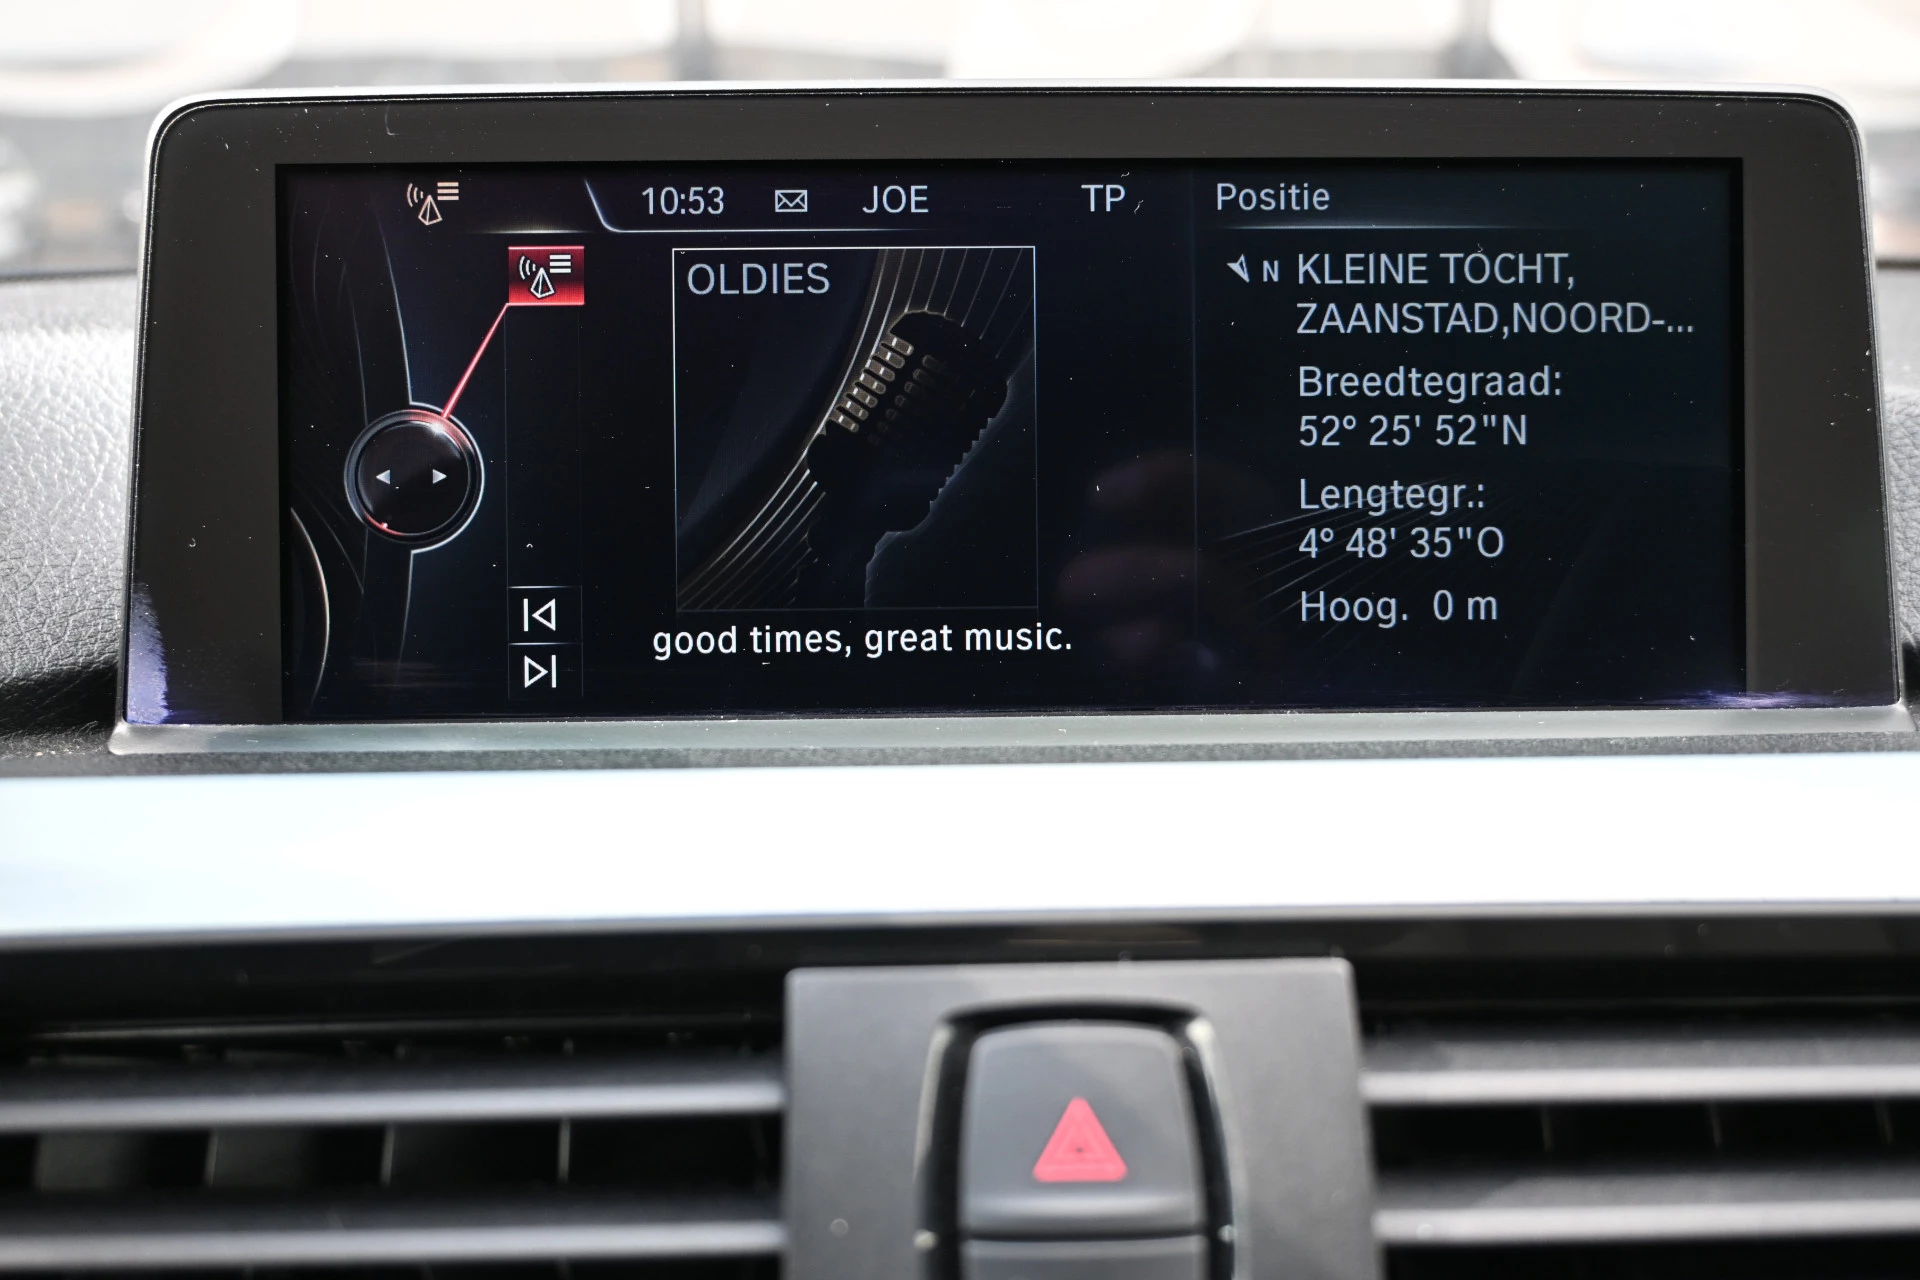 10:53 JOE TP
OLDIES
good times, great music.
Positie
N KLEINE TOCHT,
ZAANSTAD,NOORD-...
Breedtegraad:
52° 25' 52"N
Lengtegr.:
4° 48' 35"O
Hoog. 0 m